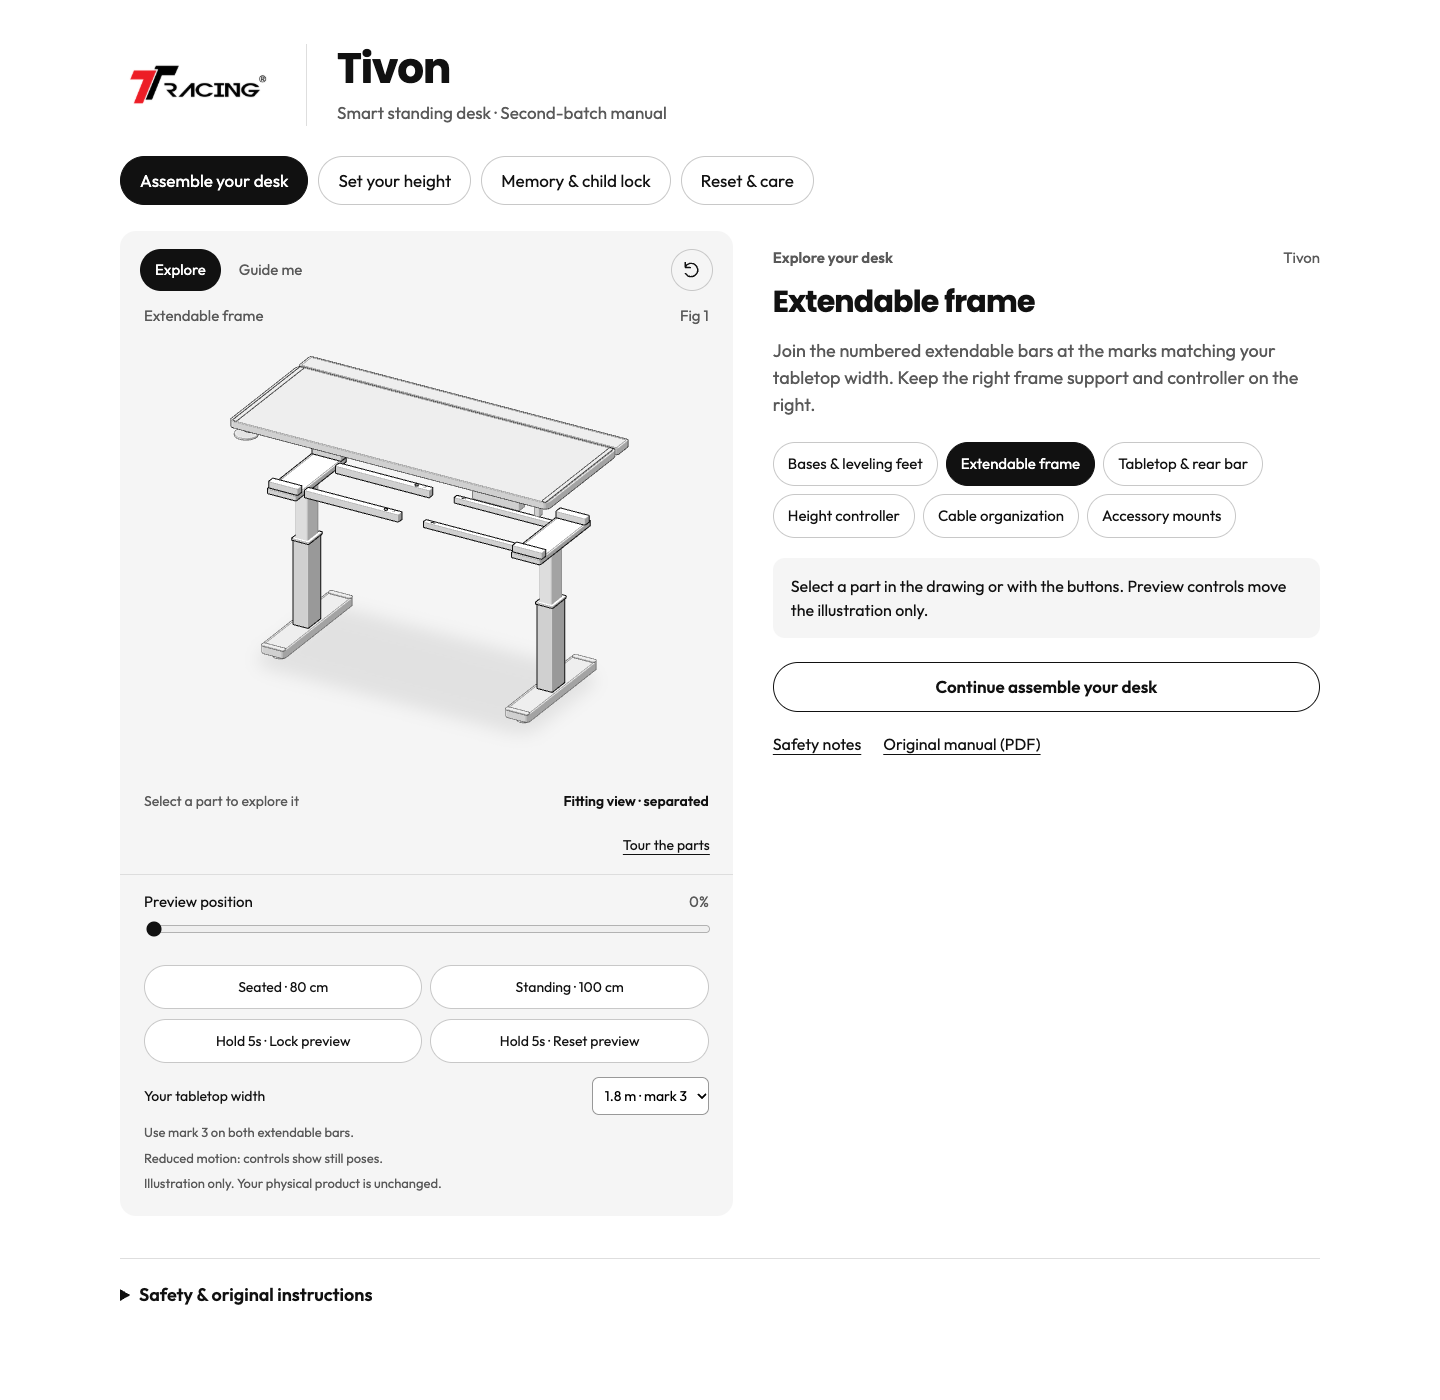 TTRACING®
Tivon
Smart standing desk · Second-batch manual
Assemble your desk
Set your height
Memory & child lock
Reset & care
Explore
Guide me
Extendable frame
Fig 1
Select a part to explore it
Fitting view · separated
Tour the parts
Preview position
0%
Seated · 80 cm
Standing · 100 cm
Hold 5s · Lock preview
Hold 5s · Reset preview
Your tabletop width
1.8 m · mark 3
Use mark 3 on both extendable bars.
Reduced motion: controls show still poses.
Illustration only. Your physical product is unchanged.
Explore your desk
Tivon
Extendable frame
Join the numbered extendable bars at the marks matching your
tabletop width. Keep the right frame support and controller on the
right.
Bases & leveling feet
Extendable frame
Tabletop & rear bar
Height controller
Cable organization
Accessory mounts
Select a part in the drawing or with the buttons. Preview controls move
the illustration only.
Continue assemble your desk
Safety notes
Original manual (PDF)
Safety & original instructions